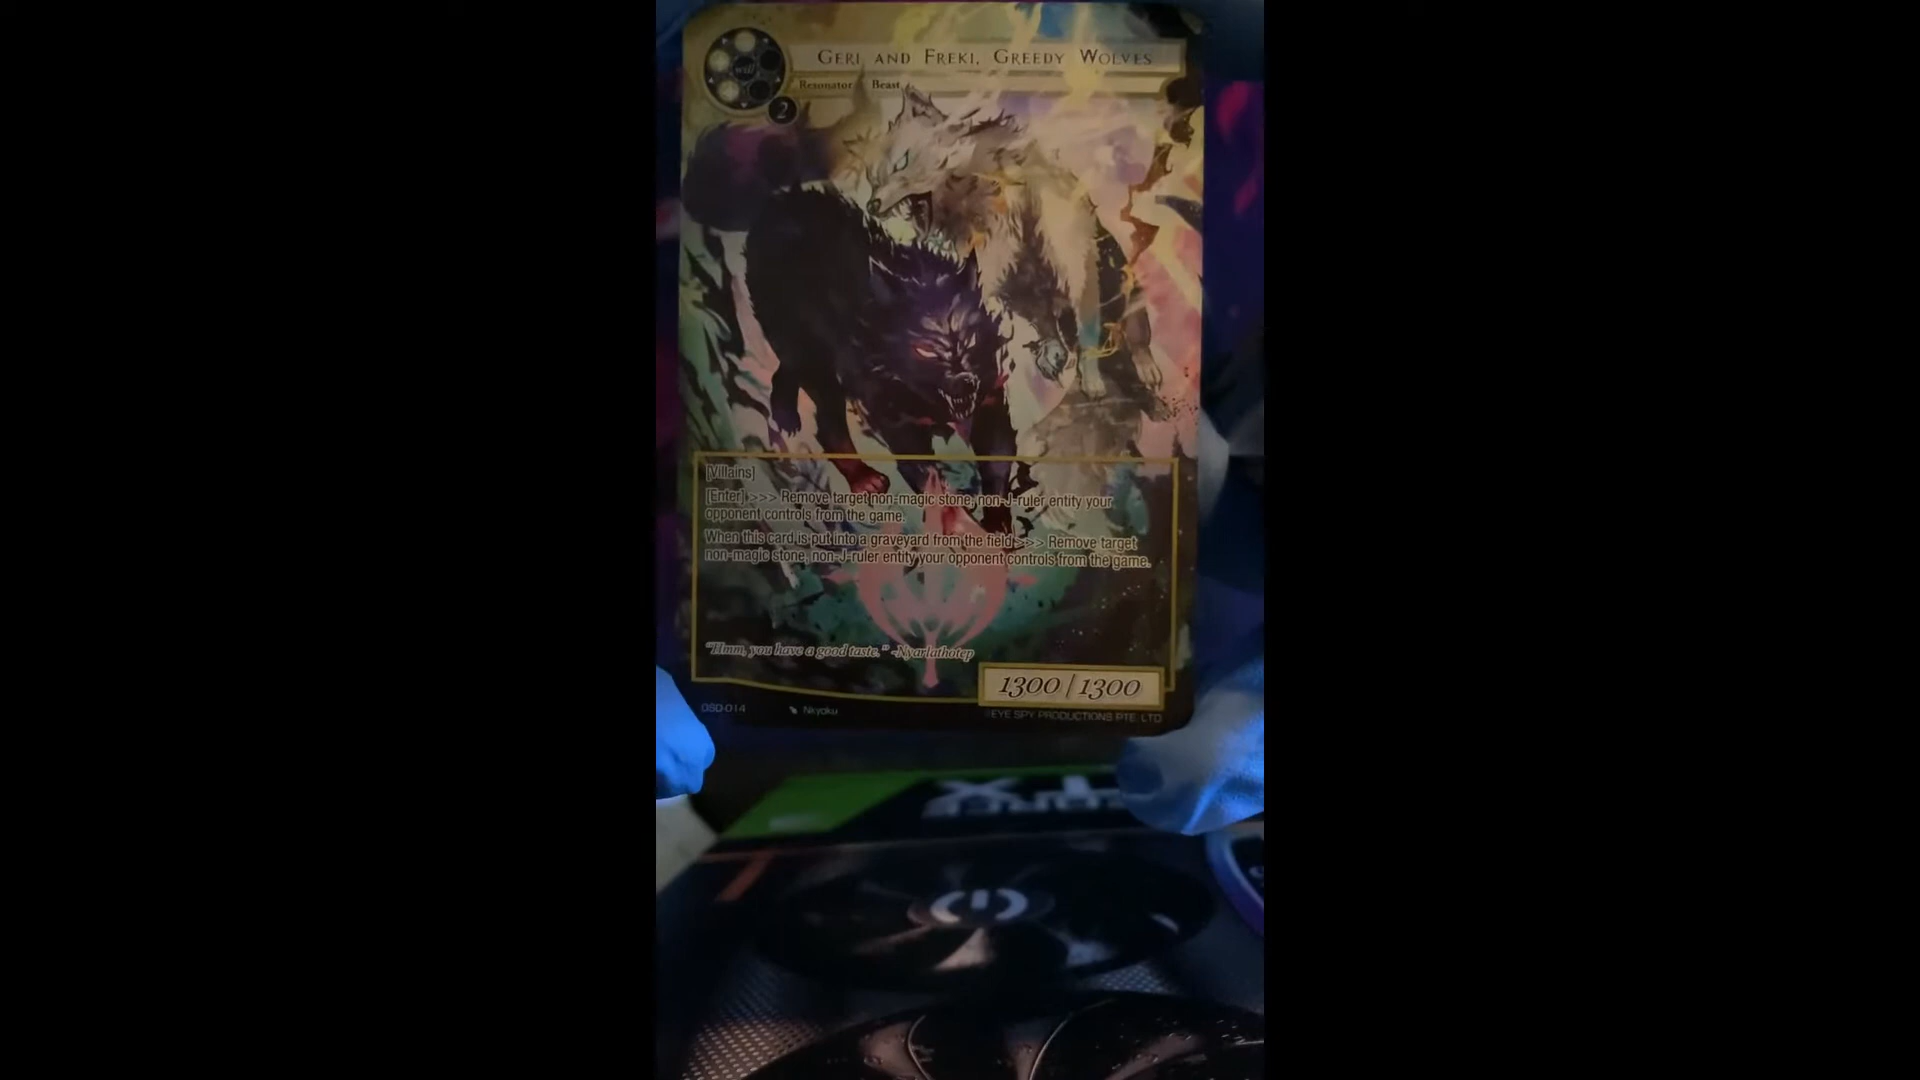 GERI AND FREKI, GREEDY WOLVES
will
Resonator Beast
2
[Villains]
[Enter] >>> Remove target non-magic stone, non-J-ruler entity your
opponent controls from the game.
When this card is put into a graveyard from the field >>> Remove target
non-magic stone, non-J-ruler entity your opponent controls from the game.
"Hmm, you have a good taste." -Nyarlathotep
1300/1300
DSD-014 Nkyoku ©EYE SPY PRODUCTIONS PTE. LTD